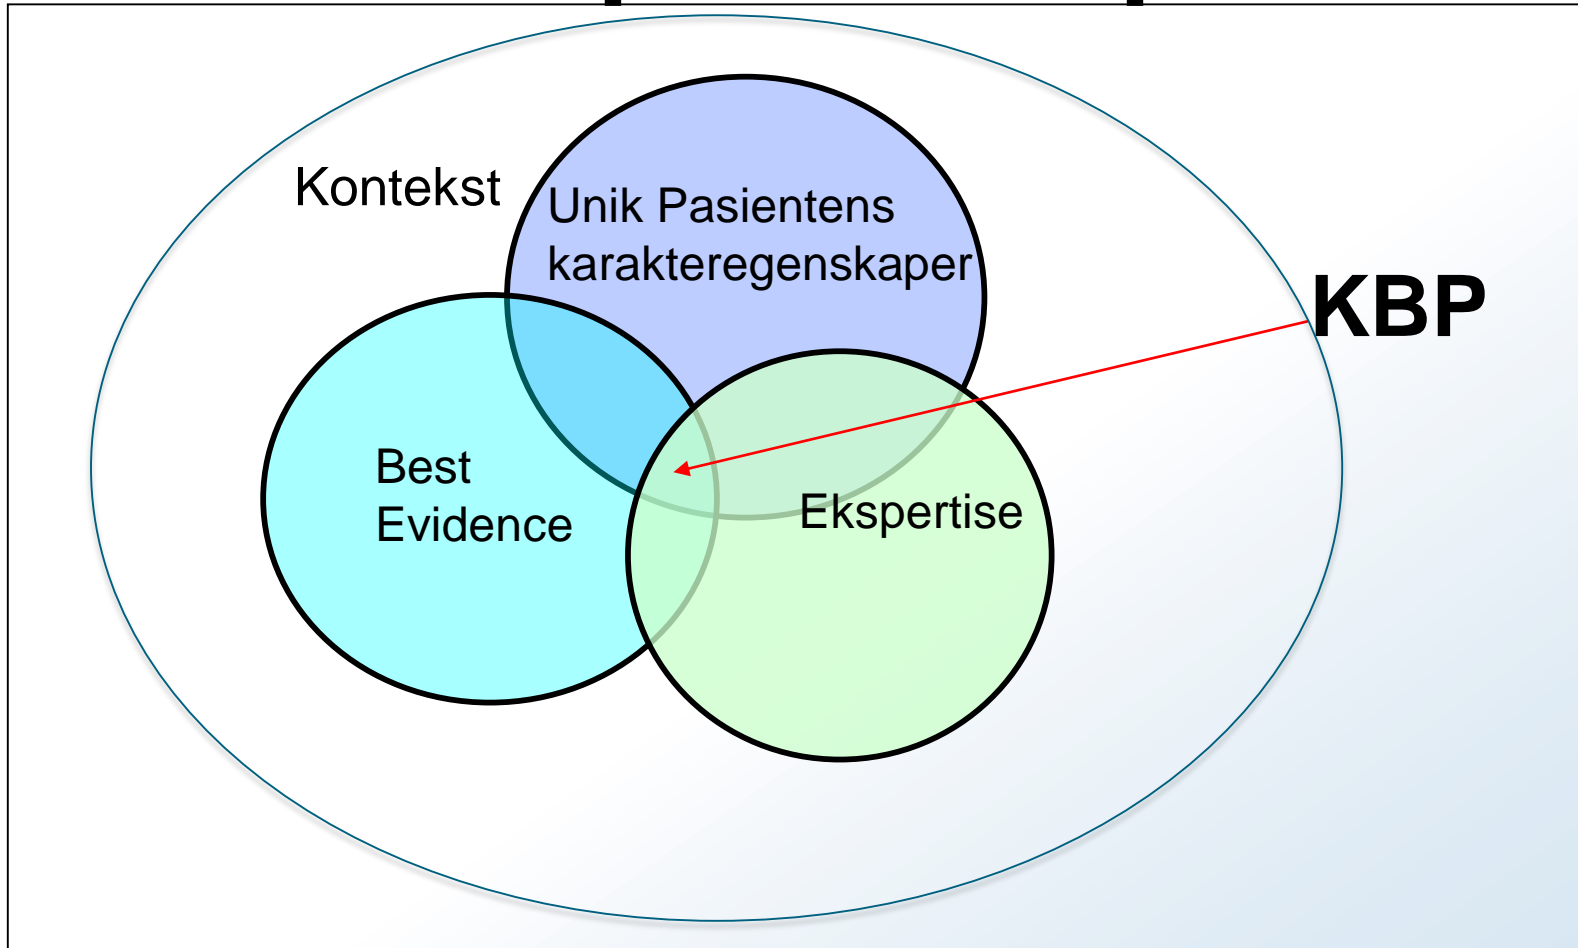 Kontekst
Unik Pasientens
karakteregenskaper
KBP
Best
Evidence
Ekspertise